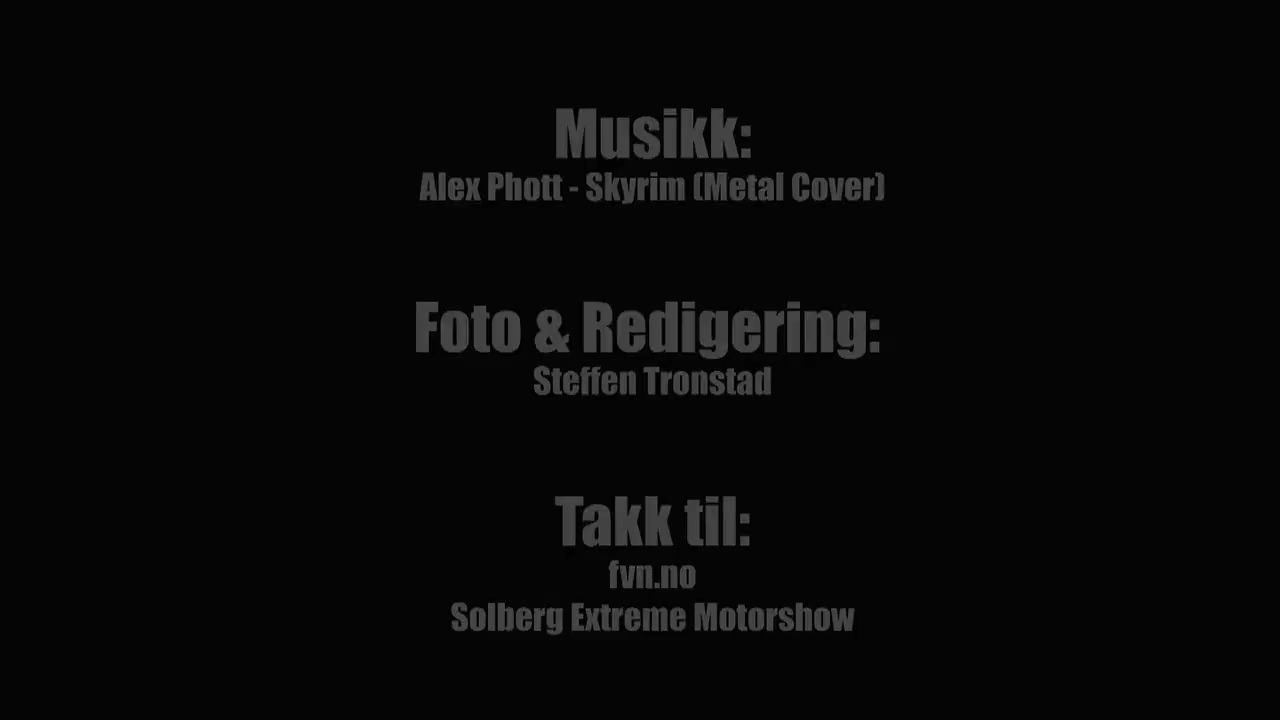 Musikk:
Alex Phott - Skyrim (Metal Cover)
Foto & Redigering:
Steffen Tronstad
Takk til:
fvn.no
Solberg Extreme Motorshow